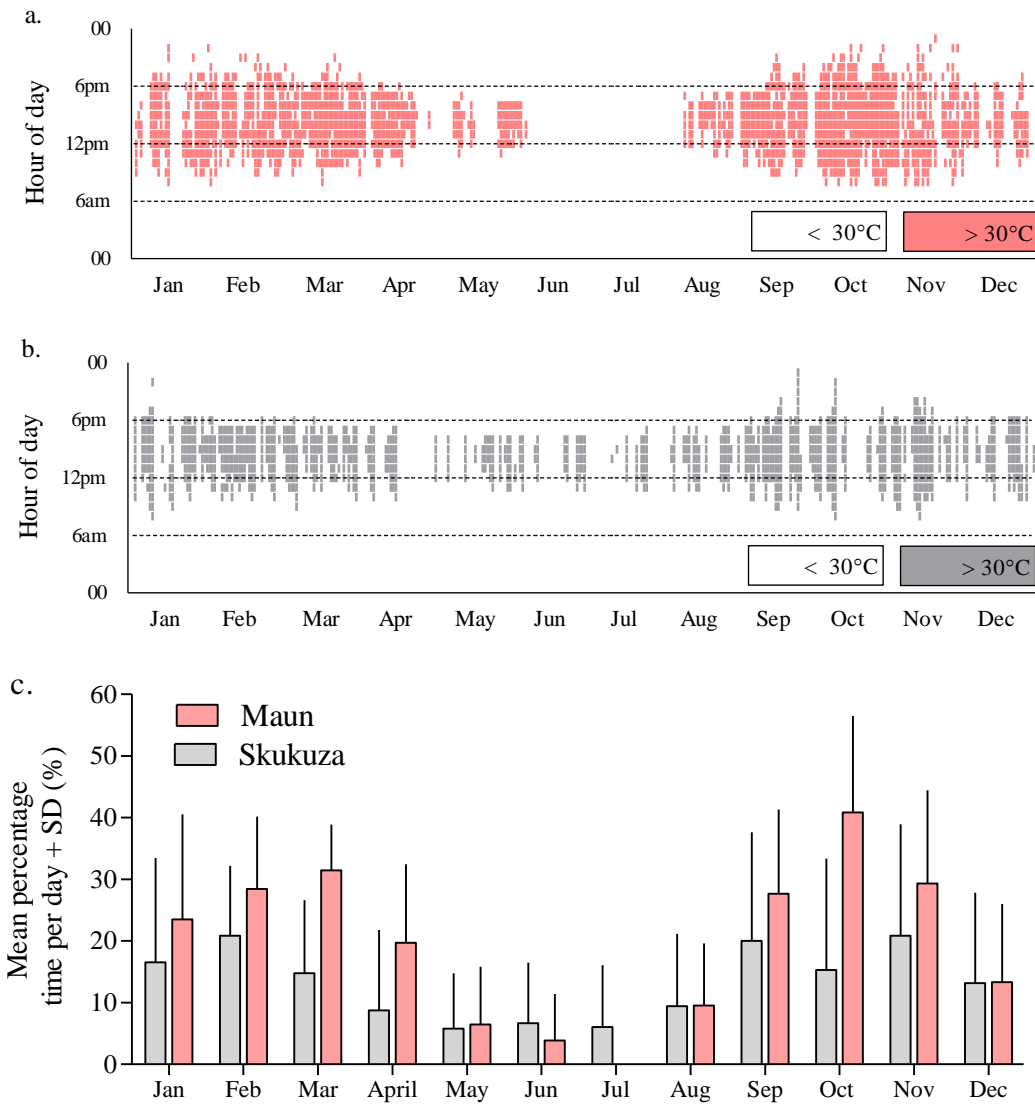 a.
Hour of day
00
6pm
12pm
6am
00
< 30°C
> 30°C
Jan Feb Mar Apr May Jun Jul Aug Sep Oct Nov Dec
b.
Hour of day
00
6pm
12pm
6am
00
< 30°C
> 30°C
Jan Feb Mar Apr May Jun Jul Aug Sep Oct Nov Dec
c.
Mean percentage
time per day + SD (%)
60
50
40
30
20
10
0
Maun
Skukuza
Jan Feb Mar April May Jun Jul Aug Sep Oct Nov Dec